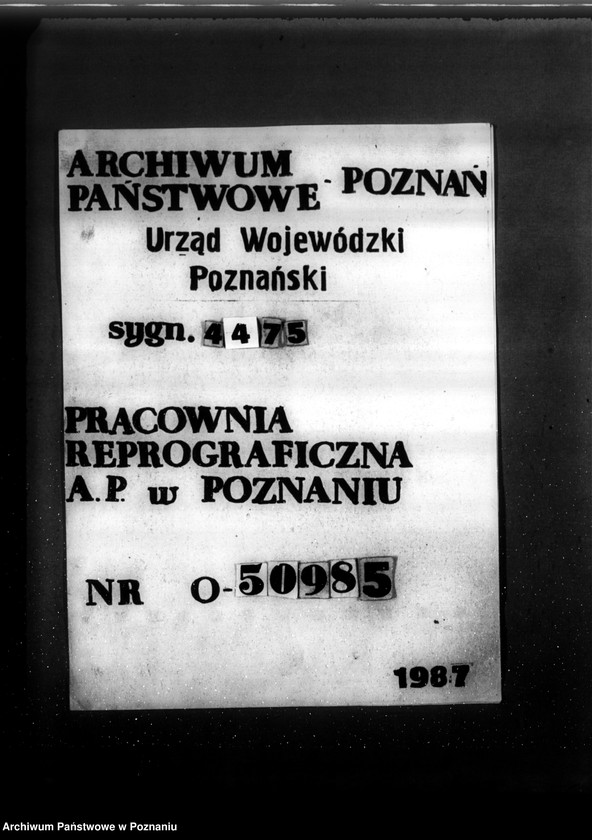 ARCHIWUM
PAŃSTWOWE - POZNAŃ
Urząd Wojewódzki
Poznański
sygn. 4475
PRACOWNIA
REPROGRAFICZNA
A.P. w POZNANIU
NR O-50985
1987
Archiwum Państwowe w Poznaniu